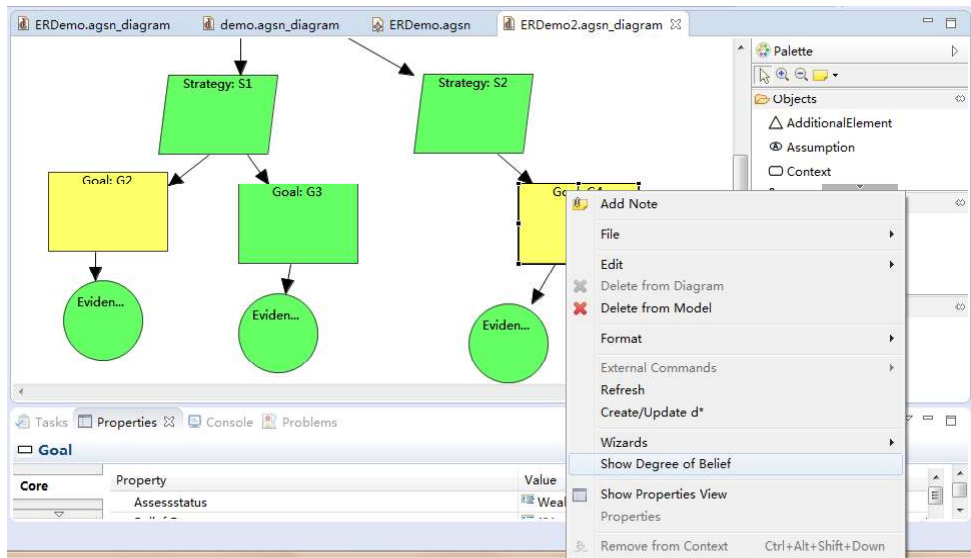 ERDemo.agsn_diagram
demo.agsn_diagram
ERDemo.agsn
ERDemo2.agsn_diagram
Strategy: S1
Strategy: S2
Goal: G2
Goal: G3
Eviden...
Eviden...
Eviden...
Palette
Objects
AdditionalElement
Assumption
Context
Add Note
File
Edit
Delete from Diagram
Delete from Model
Format
External Commands
Refresh
Create/Update d*
Wizards
Show Degree of Belief
Show Properties View
Properties
Remove from Context Ctrl+Alt+Shift+Down
Tasks Properties Console Problems
Goal
Core
Property Value
Assessstatus